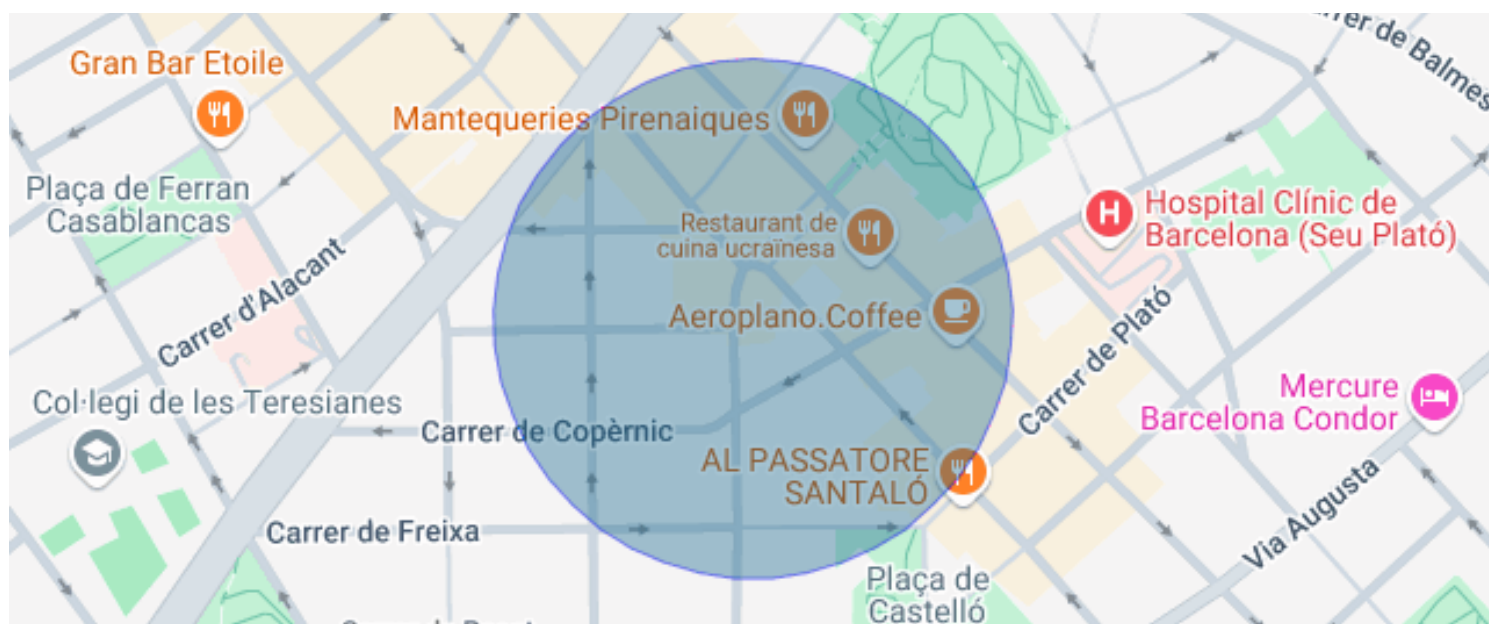 Gran Bar Etoile
Carrer de Balmes
Mantequeries Pirenaiques
Plaça de Ferran
Casablancas
Hospital Clínic de
Barcelona (Seu Plató)
Restaurant de
cuina ucraïnesa
Carrer d'Alacant
Aeroplano.Coffee
Carrer de Plató
Col·legi de les Teresianes
Mercure
Barcelona Condor
Carrer de Copèrnic
AL PASSATORE
SANTALÓ
Via Augusta
Carrer de Freixa
Plaça de
Castelló